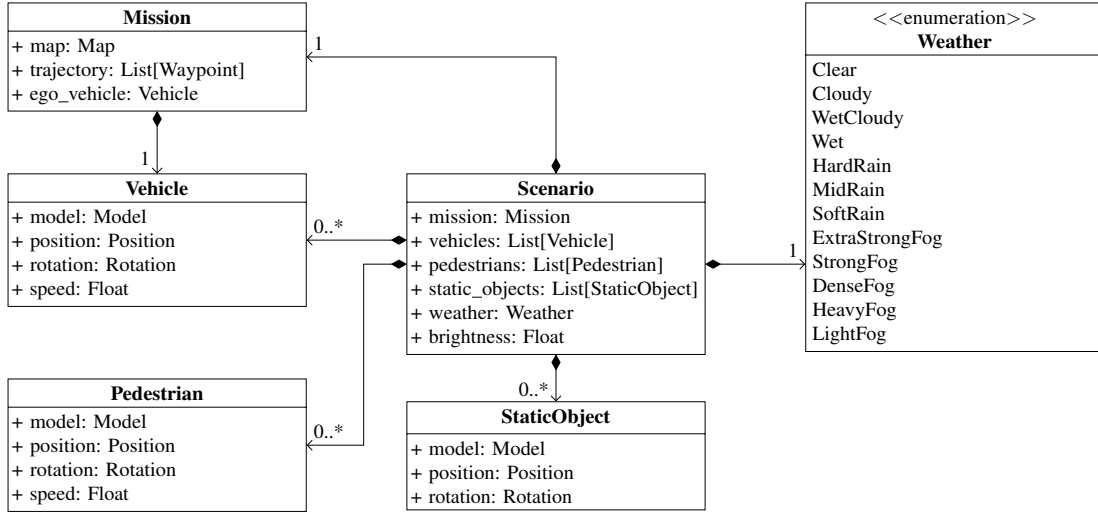 Mission
+ map: Map
+ trajectory: List[Waypoint]
+ ego_vehicle: Vehicle
1
1
<<enumeration>>
Weather
Clear
Cloudy
WetCloudy
Wet
HardRain
MidRain
SoftRain
ExtraStrongFog
StrongFog
DenseFog
HeavyFog
LightFog
Vehicle
+ model: Model
+ position: Position
+ rotation: Rotation
+ speed: Float
0..*
Scenario
+ mission: Mission
+ vehicles: List[Vehicle]
+ pedestrians: List[Pedestrian]
+ static_objects: List[StaticObject]
+ weather: Weather
+ brightness: Float
1
Pedestrian
+ model: Model
+ position: Position
+ rotation: Rotation
+ speed: Float
0..*
0..*
StaticObject
+ model: Model
+ position: Position
+ rotation: Rotation